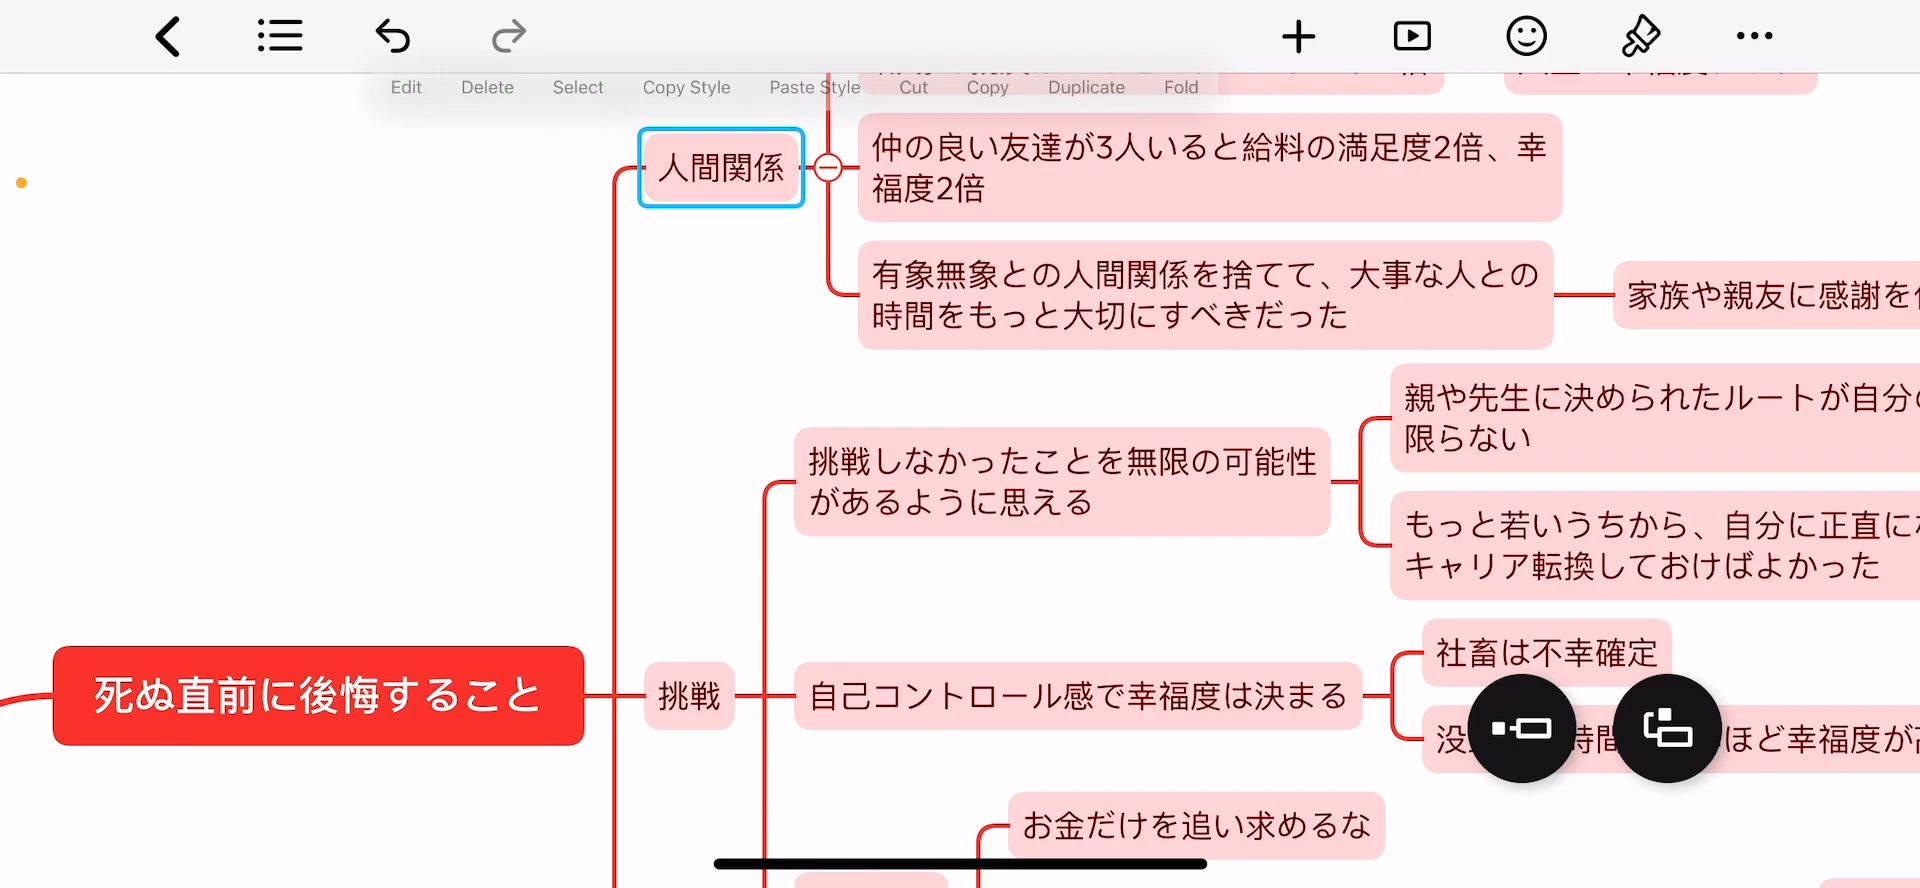 Edit Delete Select Copy Style Paste Style Cut Copy Duplicate Fold
人間関係
仲の良い友達が3人いると給料の満足度2倍、幸
福度2倍
有象無象との人間関係を捨てて、大事な人との
時間をもっと大切にすべきだった
家族や親友に感謝を
挑戦しなかったことを無限の可能性
があるように思える
親や先生に決められたルートが自分
限らない
もっと若いうちから、自分に正直に
キャリア転換しておけばよかった
死ぬ直前に後悔すること
挑戦
自己コントロール感で幸福度は決まる
社畜は不幸確定
没 時間 ほど幸福度が
お金だけを追い求めるな